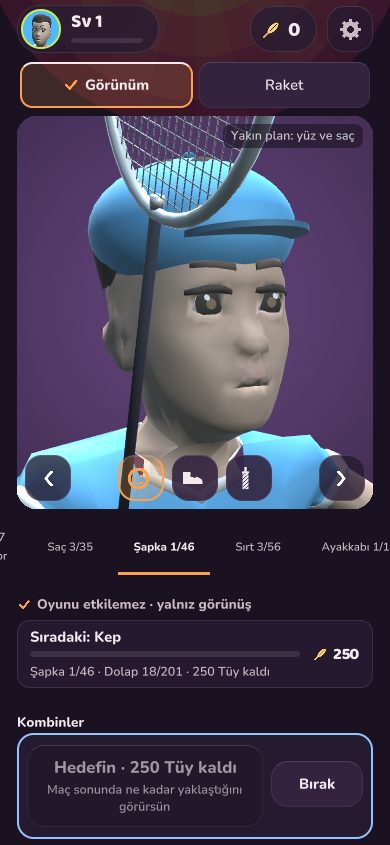 Sv 1
0
Görünüm
Raket
Yakın plan: yüz ve saç
7
or
Saç 3/35
Şapka 1/46
Sırt 3/56
Ayakkabı 1/1
Oyunu etkilemez · yalnız görünüş
Sıradaki: Kep
250
Şapka 1/46 · Dolap 18/201 · 250 Tüy kaldı
Kombinler
Hedefin · 250 Tüy kaldı
Maç sonunda ne kadar yaklaştığını
görürsün
Bırak